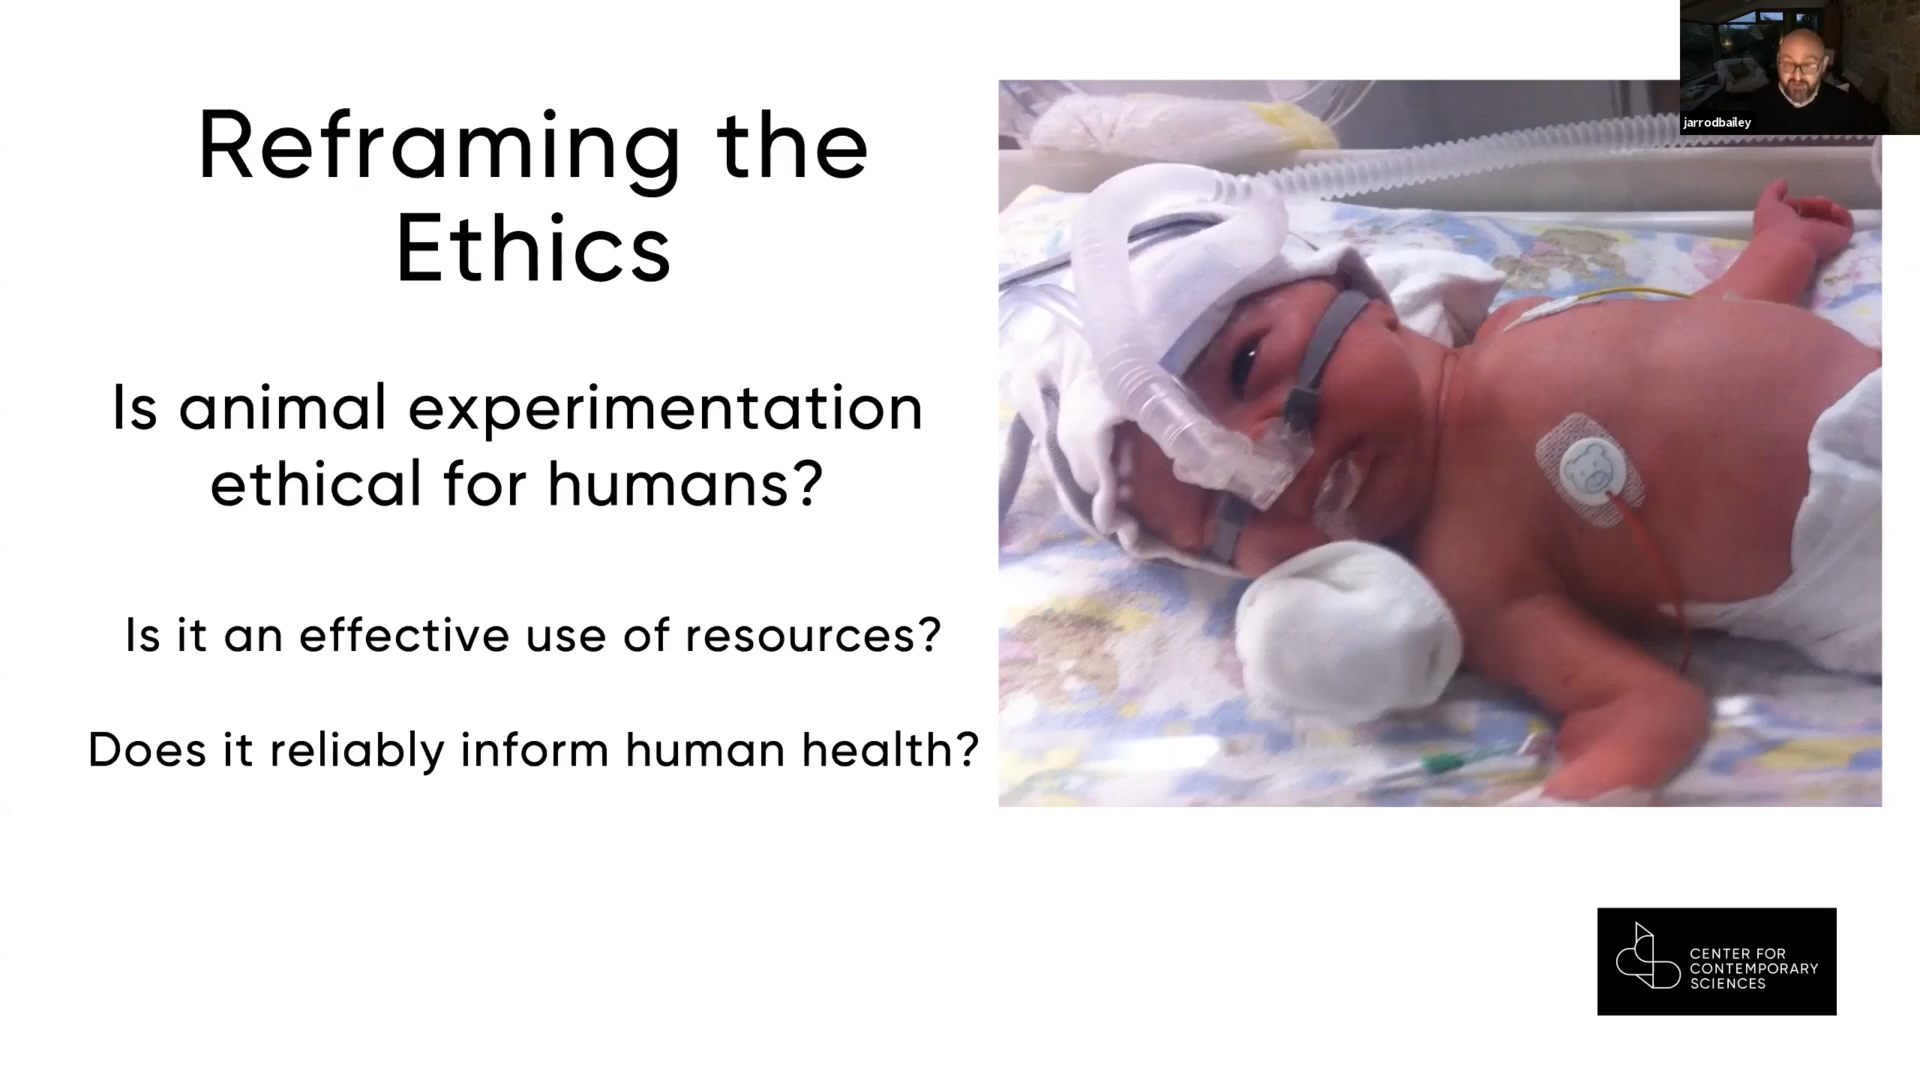 Reframing the
Ethics
Is animal experimentation
ethical for humans?
Is it an effective use of resources?
Does it reliably inform human health?
jarrodbailey
CENTER FOR
CONTEMPORARY
SCIENCES